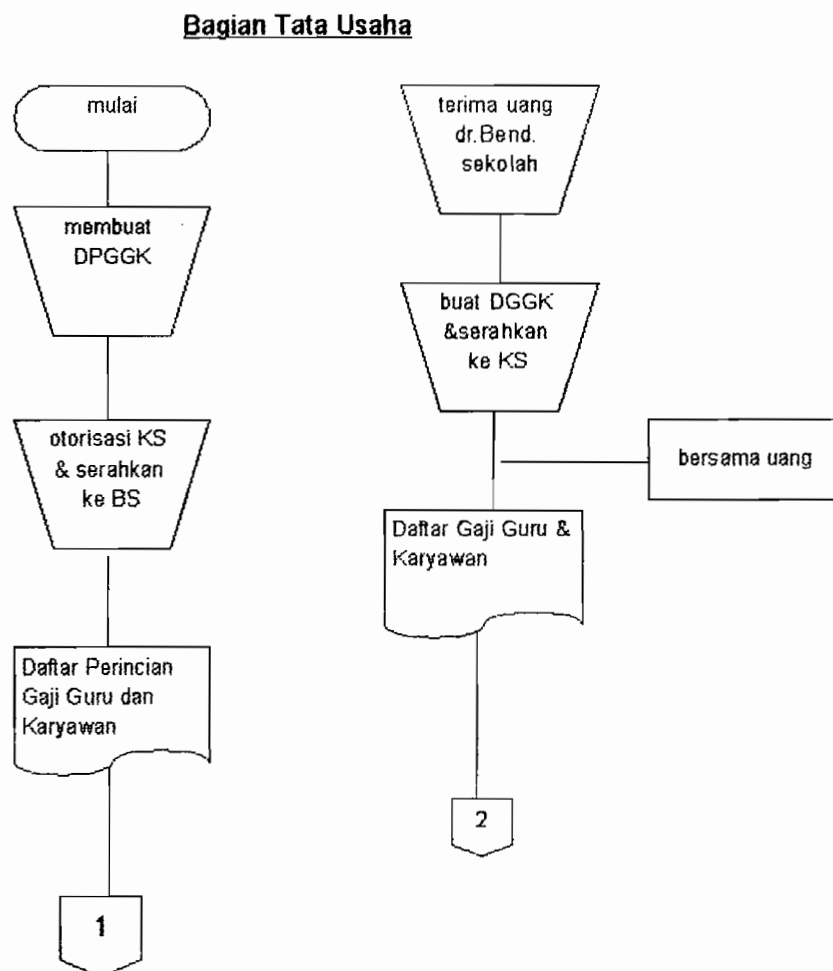 Bagian Tata Usaha
mulai
membuat
DPGGK
otorisasi KS
& serahkan
ke BS
Daftar Perincian
Gaji Guru dan
Karyawan
1
terima uang
dr.Bend.
sekolah
buat DGGK
&serahkan
ke KS
bersama uang
Daftar Gaji Guru &
Karyawan
2